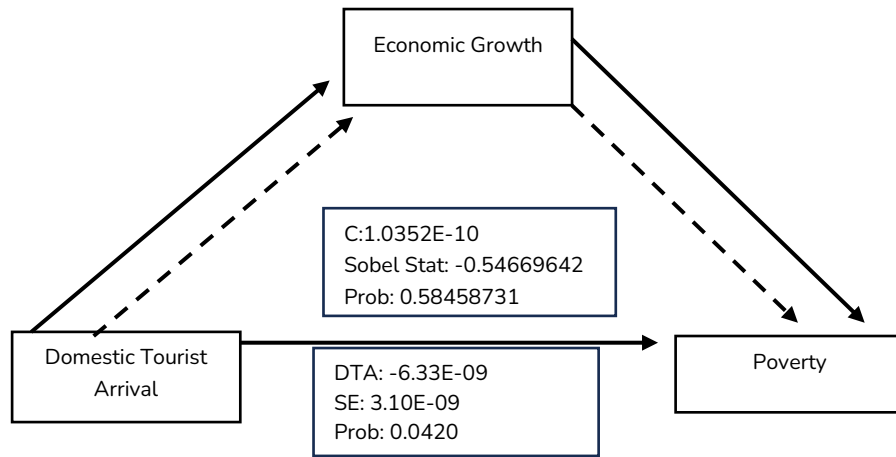 Economic Growth
C:1.0352E-10
Sobel Stat: -0.54669642
Prob: 0.58458731
Domestic Tourist
Arrival
DTA: -6.33E-09
SE: 3.10E-09
Prob: 0.0420
Poverty